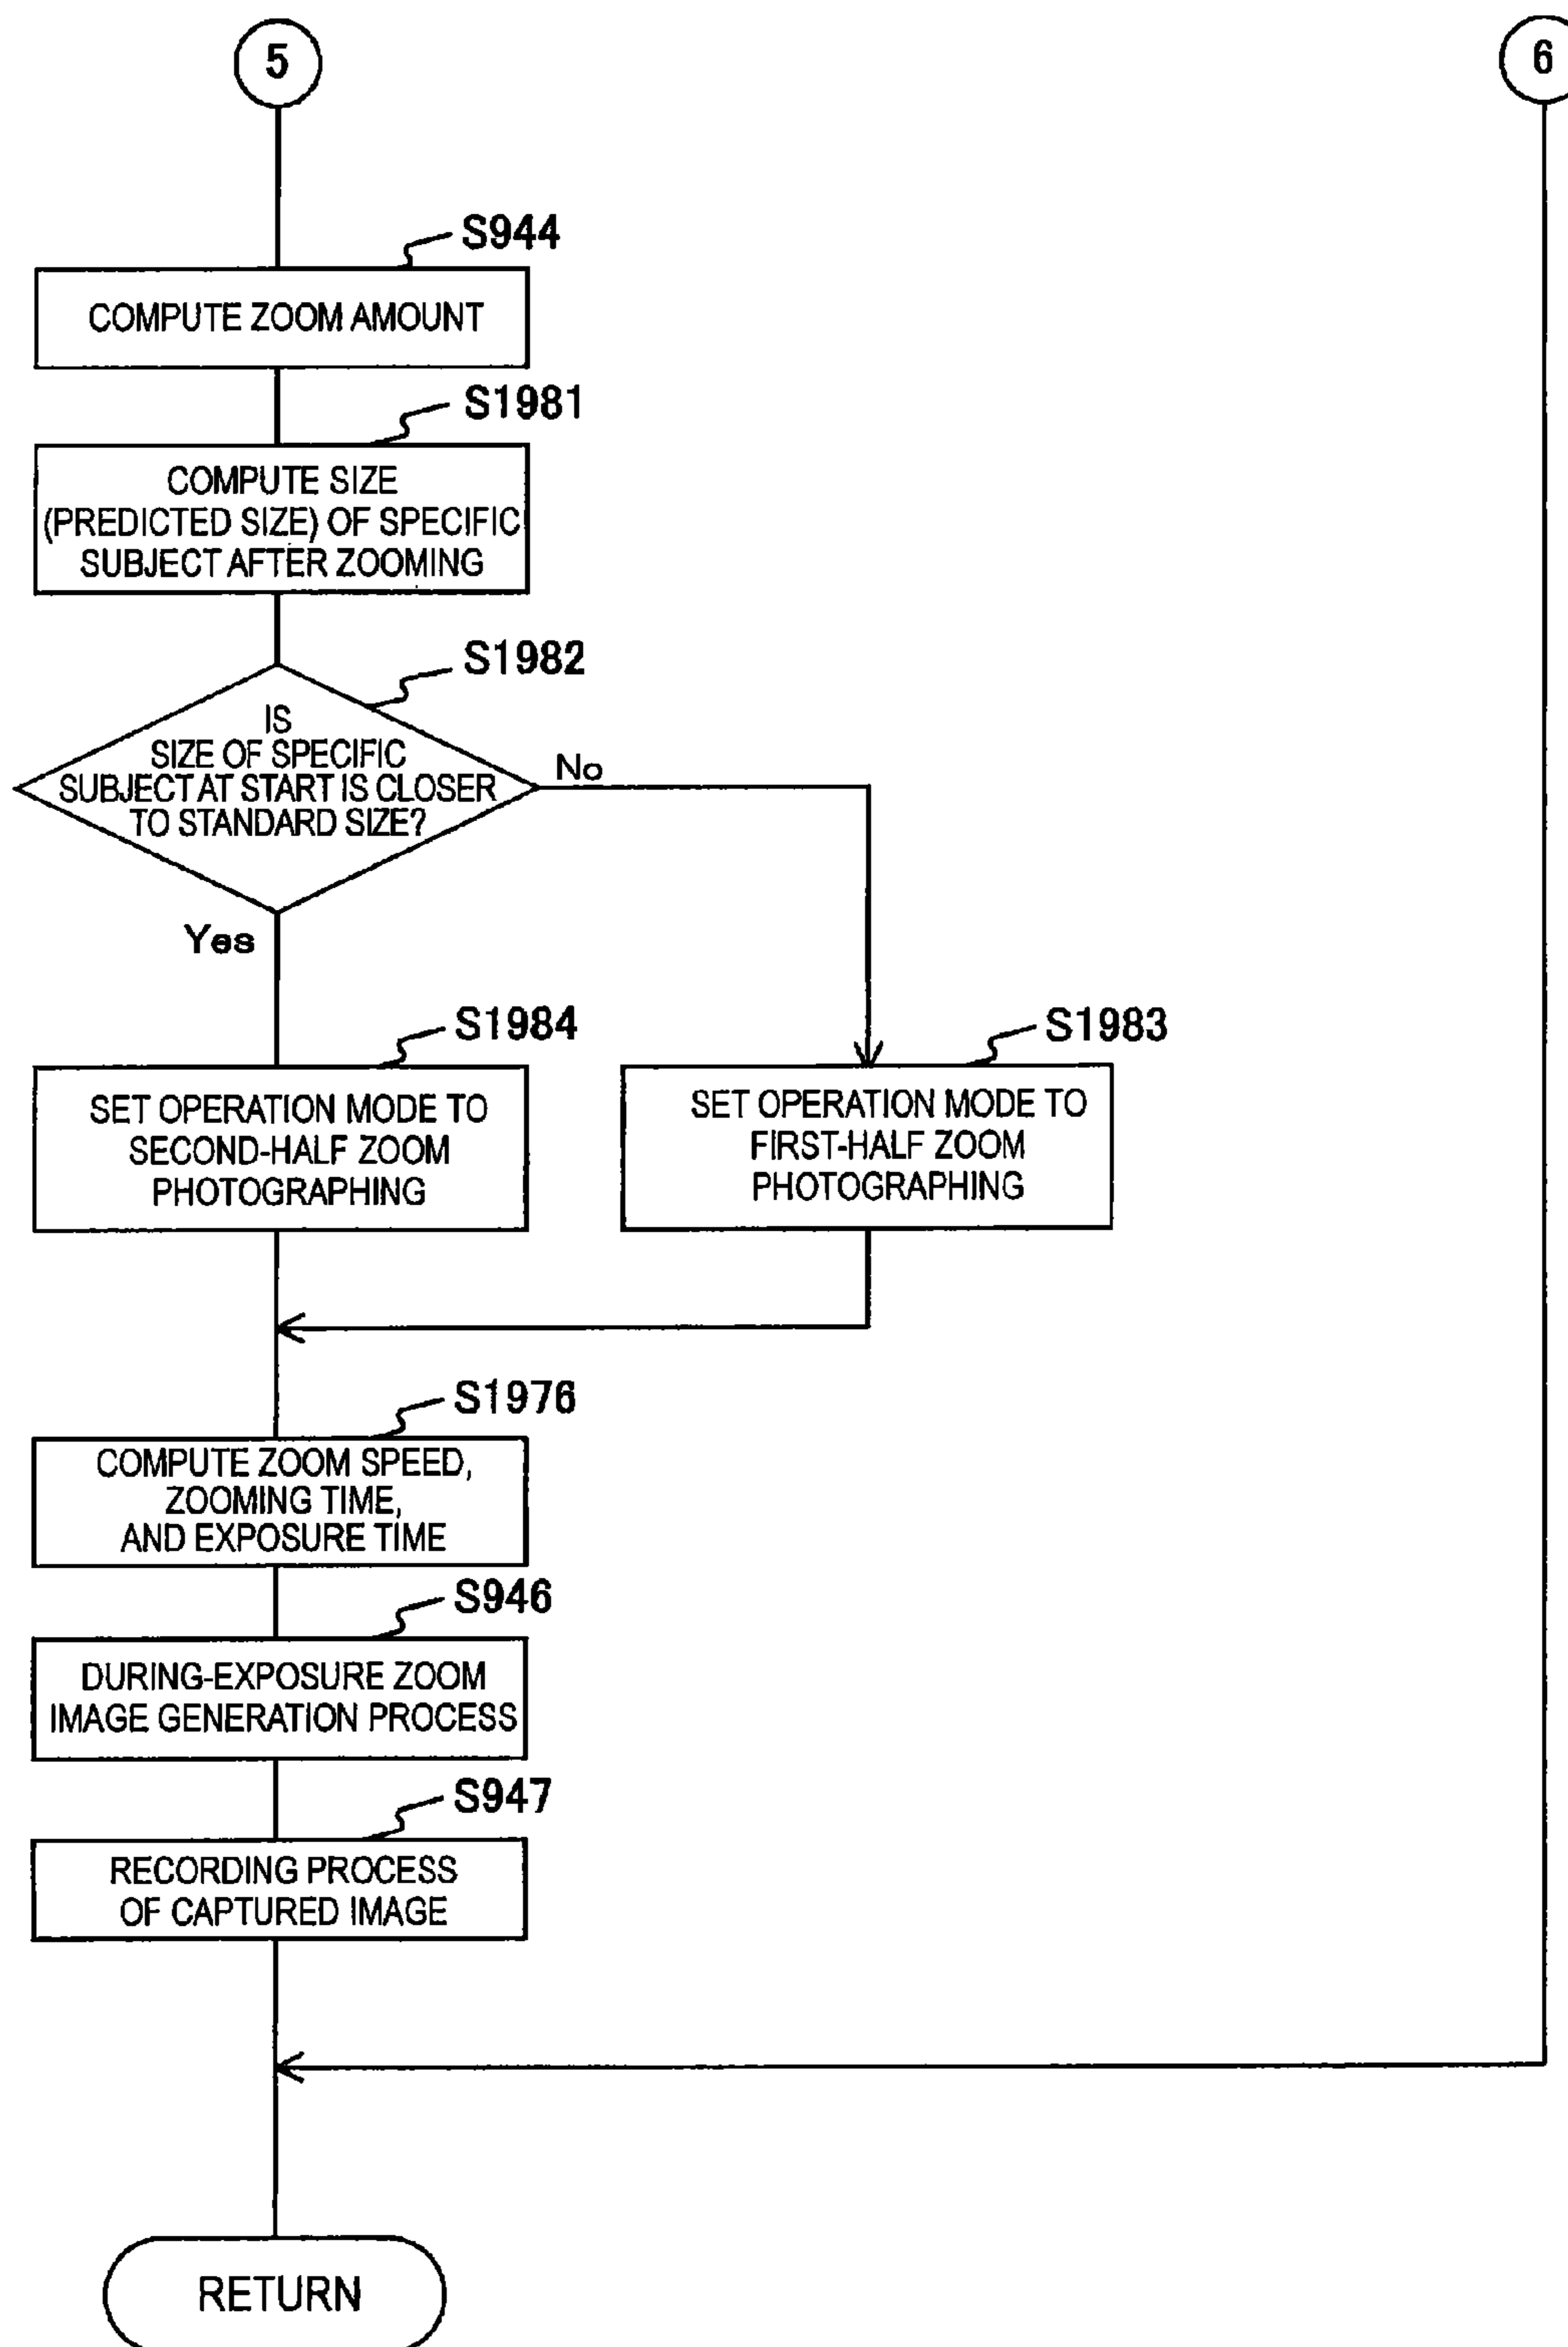 5
6
S944
COMPUTE ZOOM AMOUNT
S1981
COMPUTE SIZE
(PREDICTED SIZE) OF SPECIFIC
SUBJECT AFTER ZOOMING
S1982
IS
SIZE OF SPECIFIC
SUBJECT AT START IS CLOSER
TO STANDARD SIZE?
No
Yes
S1984
SET OPERATION MODE TO
SECOND-HALF ZOOM
PHOTOGRAPHING
S1983
SET OPERATION MODE TO
FIRST-HALF ZOOM
PHOTOGRAPHING
S1976
COMPUTE ZOOM SPEED,
ZOOMING TIME,
AND EXPOSURE TIME
S946
DURING-EXPOSURE ZOOM
IMAGE GENERATION PROCESS
S947
RECORDING PROCESS
OF CAPTURED IMAGE
RETURN